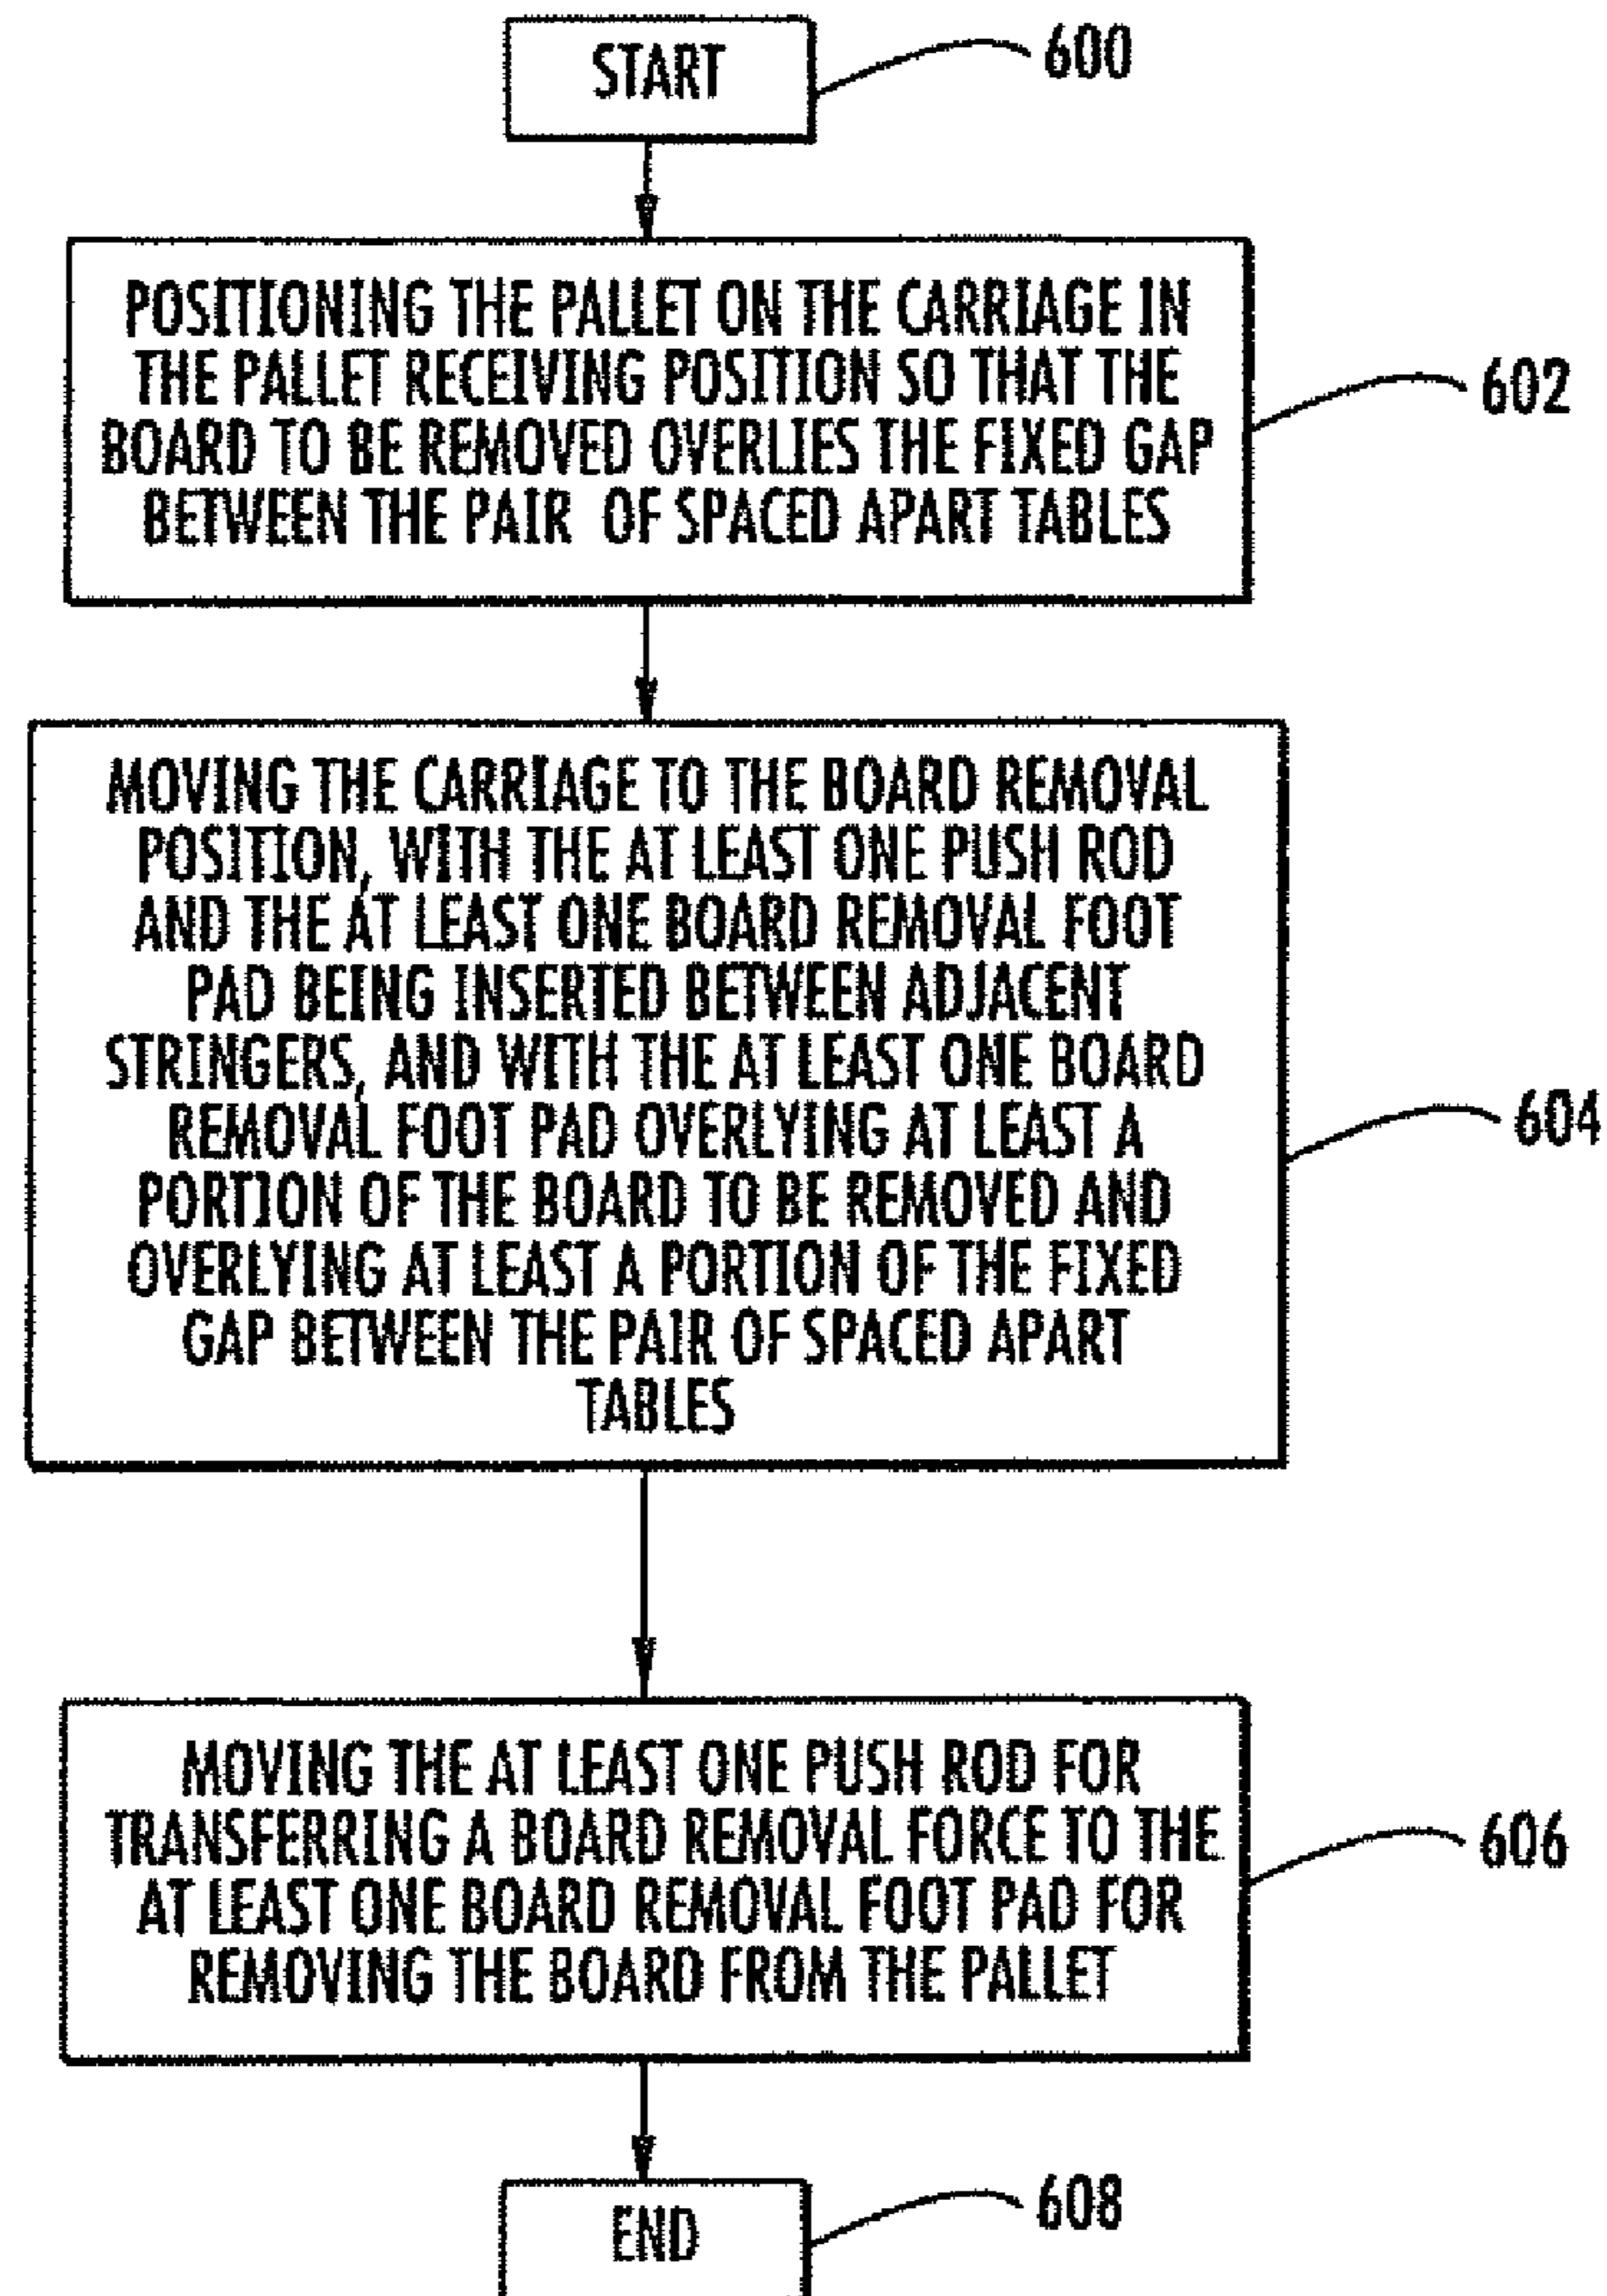 START
600
POSITIONING THE PALLET ON THE CARRIAGE IN
THE PALLET RECEIVING POSITION SO THAT THE
BOARD TO BE REMOVED OVERLIES THE FIXED GAP
BETWEEN THE PAIR OF SPACED APART TABLES
602
MOVING THE CARRIAGE TO THE BOARD REMOVAL
POSITION, WITH THE AT LEAST ONE PUSH ROD
AND THE AT LEAST ONE BOARD REMOVAL FOOT
PAD BEING INSERTED BETWEEN ADJACENT
STRINGERS, AND WITH THE AT LEAST ONE BOARD
REMOVAL FOOT PAD OVERLYING AT LEAST A
PORTION OF THE BOARD TO BE REMOVED AND
OVERLYING AT LEAST A PORTION OF THE FIXED
GAP BETWEEN THE PAIR OF SPACED APART
TABLES
604
MOVING THE AT LEAST ONE PUSH ROD FOR
TRANSFERRING A BOARD REMOVAL FORCE TO THE
AT LEAST ONE BOARD REMOVAL FOOT PAD FOR
REMOVING THE BOARD FROM THE PALLET
606
END
608